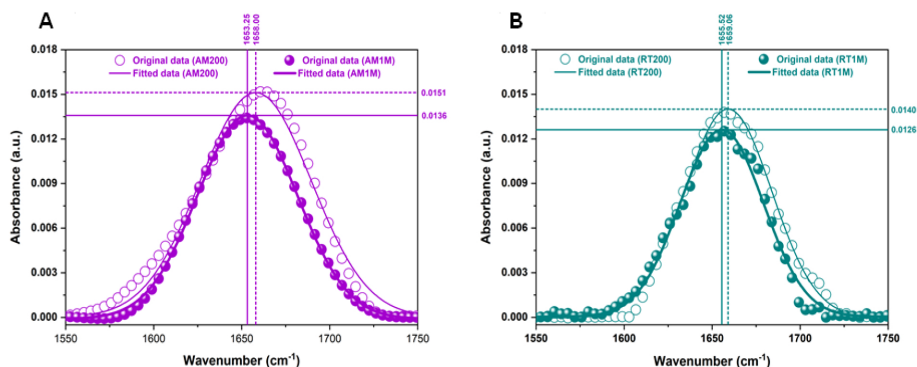 A
1653.25
1658.00
0.018
0.015
0.012
0.009
0.006
0.003
0.000
Original data (AM200)
Original data (AM1M)
Fitted data (AM200)
Fitted data (AM1M)
0.0151
0.0136
Absorbance (a.u.)
1550
1600
1650
1700
1750
Wavenumber (cm⁻¹)
B
1655.52
1659.06
0.018
0.015
0.012
0.009
0.006
0.003
0.000
Original data (RT200)
Original data (RT1M)
Fitted data (RT200)
Fitted data (RT1M)
0.0140
0.0126
Absorbance (a.u.)
1550
1600
1650
1700
1750
Wavenumber (cm⁻¹)